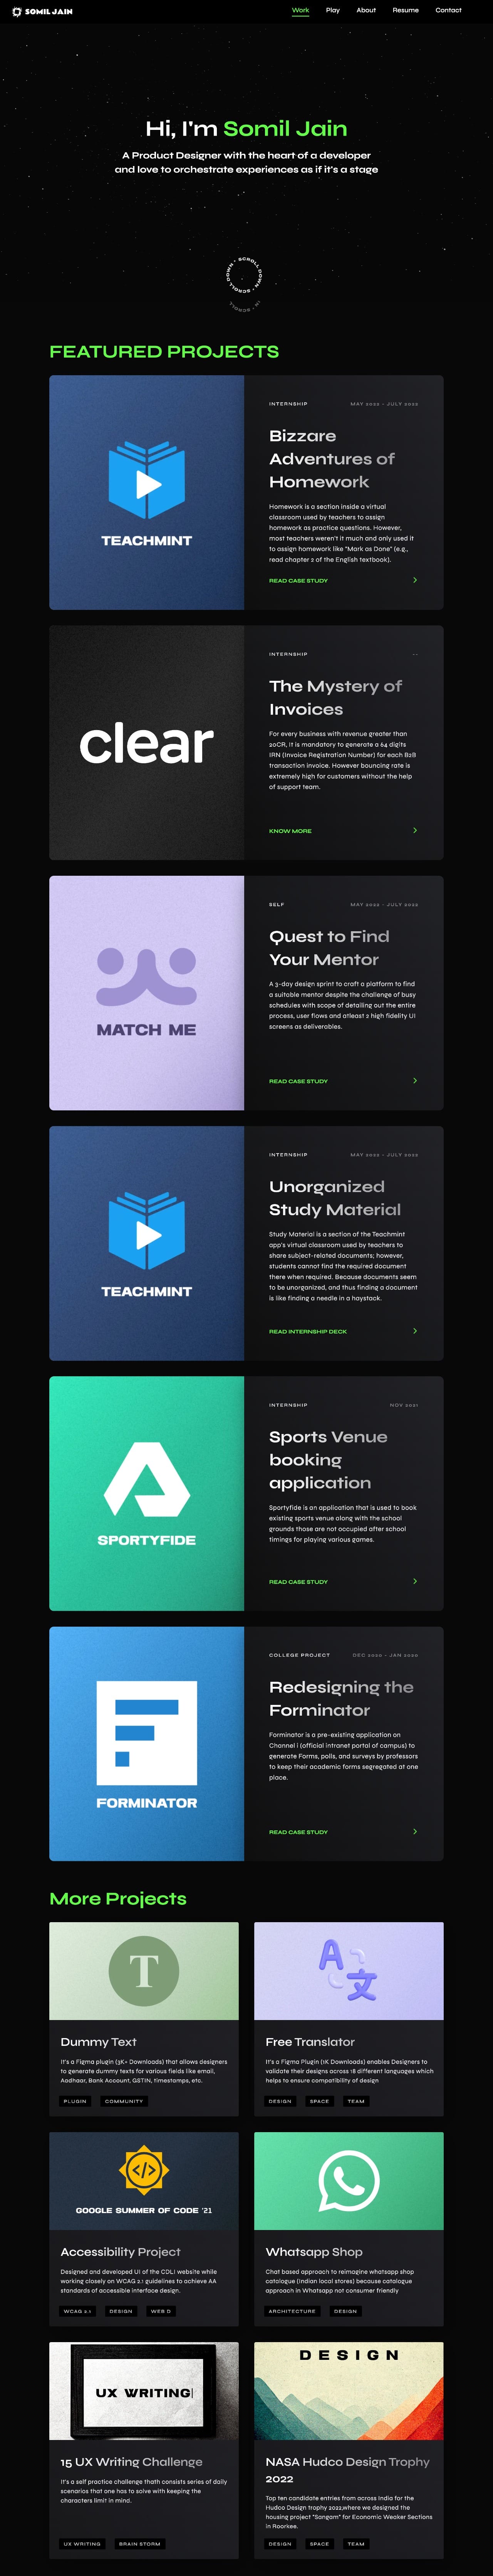 SOMIL JAIN
Work Play About Resume Contact
Hi, I'm Somil Jain
A Product Designer with the heart of a developer
and love to orchestrate experiences as if it's a stage
SCROLL DOWN • SCROLL DOWN •
FEATURED PROJECTS
TEACHMINT
INTERNSHIP MAY 2022 - JULY 2022
Bizzare
Adventures of
Homework
Homework is a section inside a virtual
classroom used by teachers to assign
homework as practice questions. However,
most teachers weren't it much and only used it
to assign homework like "Mark as Done" (e.g.,
read chapter 2 of the English textbook).
READ CASE STUDY
clear
INTERNSHIP --
The Mystery of
Invoices
For every business with revenue greater than
20CR, it is mandatory to generate a 64 digits
IRN (Invoice Registration Number) for each B2B
transaction invoice. However bouncing rate is
extremely high for customers without the help
of support team.
KNOW MORE
MATCH ME
SELF MAY 2022 - JULY 2022
Quest to Find
Your Mentor
A 3-day design sprint to craft a platform to find
a suitable mentor despite the challenge of busy
schedules with scope of detailing out the entire
process, user flows and atleast 2 high fidelity UI
screens as deliverables.
READ CASE STUDY
TEACHMINT
INTERNSHIP MAY 2022 - JULY 2022
Unorganized
Study Material
Study Material is a section of the Teachmint
app's virtual classroom used by teachers to
share subject-related documents; however,
students cannot find the required document
there when required. Because documents seem
to be unorganized, and thus finding a document
is like finding a needle in a haystack.
READ INTERNSHIP DECK
SPORTYFIDE
INTERNSHIP NOV 2021
Sports Venue
booking
application
Sportyfide is an application that is used to book
existing sports venue along with the school
grounds those are not occupied after school
timings for playing various games.
READ CASE STUDY
FORMINATOR
COLLEGE PROJECT DEC 2020 - JAN 2020
Redesigning the
Forminator
Forminator is a pre-existing application on
Channel i (official intranet portal of campus) to
generate Forms, polls, and surveys by professors
to keep their academic forms segregated at one
place.
READ CASE STUDY
More Projects
T
Dummy Text
It's a Figma plugin (3K+ Downloads) that allows designers
to generate dummy texts for various fields like email,
Aadhaar, Bank Account, GSTIN, timestamps, etc.
PLUGIN COMMUNITY
A 文
Free Translator
It's a Figma Plugin (1K Downloads) enables Designers to
validate their designs across 18 different languages which
helps to ensure compatibility of design
DESIGN SPACE TEAM
</>
GOOGLE SUMMER OF CODE '21
Accessibility Project
Designed and developed UI of the CDLI website while
working closely on WCAG 2.1 guidelines to achieve AA
standards of accessible interface design.
WCAG 2.1 DESIGN WEB D
Whatsapp Shop
Chat based approach to reimagine whatsapp shop
catalogue (Indian local stores) because catalogue
approach in Whatsapp not consumer friendly
ARCHITECTURE DESIGN
UX WRITING
15 UX Writing Challenge
It's a self practice challenge thath consists series of daily
scenarios that one has to solve with keeping the
characters limit in mind.
UX WRITING BRAIN STORM
DESIGN
NASA Hudco Design Trophy
2022
Top ten candidate entries from across India for the
Hudco Design trophy 2022,where we designed the
housing project "Sangam" for Economic Weaker Sections
in Roorkee.
DESIGN SPACE TEAM